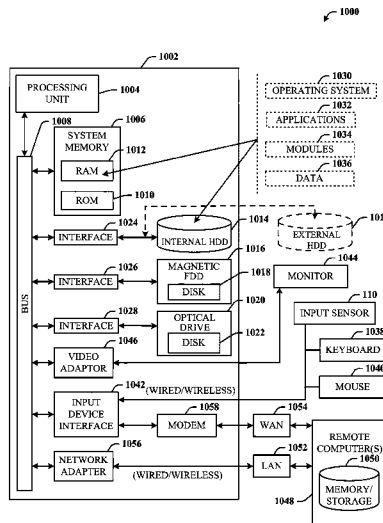 1000
1002
PROCESSING
UNIT
1004
1008
1006
SYSTEM
MEMORY
1012
RAM
1010
ROM
1030
OPERATING SYSTEM
1032
APPLICATIONS
1034
MODULES
1036
DATA
1024
INTERFACE
1014
INTERNAL HDD
EXTERNAL
HDD
1026
INTERFACE
1016
MAGNETIC
FDD
1018
DISK
1044
MONITOR
110
INPUT SENSOR
1028
INTERFACE
1020
OPTICAL
DRIVE
1022
DISK
1038
KEYBOARD
BUS
1046
VIDEO
ADAPTOR
1040
MOUSE
1042
(WIRED/WIRELESS)
INPUT
DEVICE
INTERFACE
1058
MODEM
1054
WAN
1056
NETWORK
ADAPTER
(WIRED/WIRELESS)
1052
LAN
REMOTE
COMPUTER(S)
1050
MEMORY/
STORAGE
1048